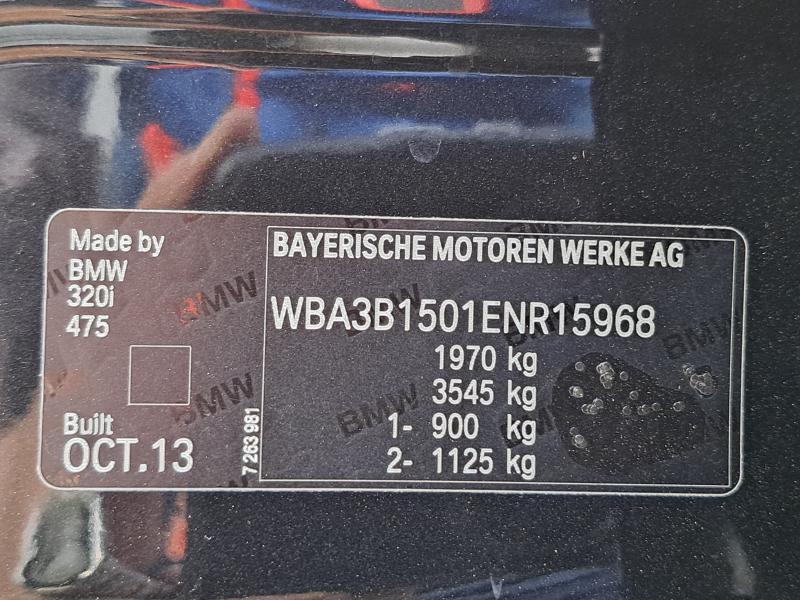 Made by
BMW
320i
475
Built
OCT.13
7 263 981
BAYERISCHE MOTOREN WERKE AG
WBA3B1501ENR15968
1970 kg
3545 kg
1- 900 kg
2- 1125 kg